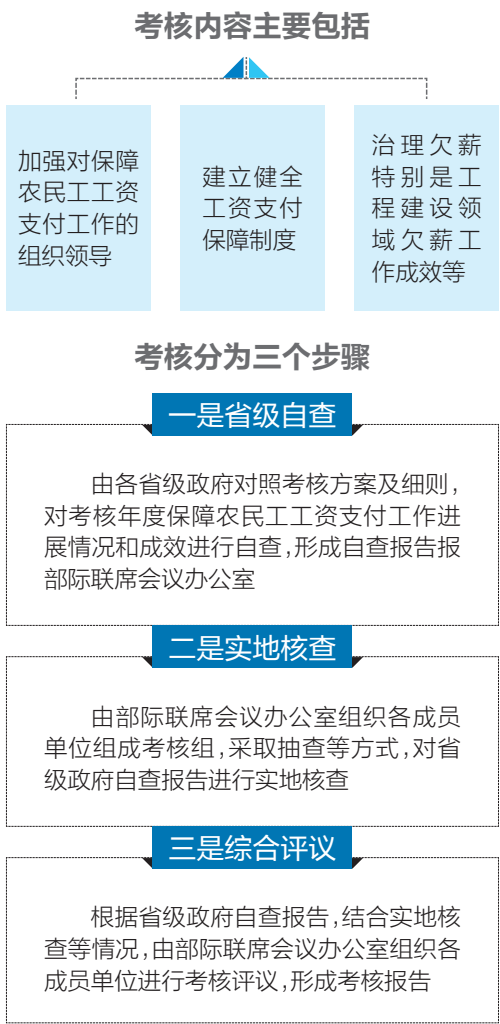 考核内容主要包括
加强对保障
农民工工资
支付工作的
组织领导
建立健全
工资支付
保障制度
治理欠薪
特别是工
程建设领
域欠薪工
作成效等
考核分为三个步骤
一是省级自查
由各省级政府对照考核方案及细则，
对考核年度保障农民工工资支付工作进
展情况和成效进行自查，形成自查报告报
部际联席会议办公室
二是实地核查
由部际联席会议办公室组织各成员
单位组成考核组，采取抽查等方式，对省
级政府自查报告进行实地核查
三是综合评议
根据省级政府自查报告，结合实地核
查等情况，由部际联席会议办公室组织各
成员单位进行考核评议，形成考核报告